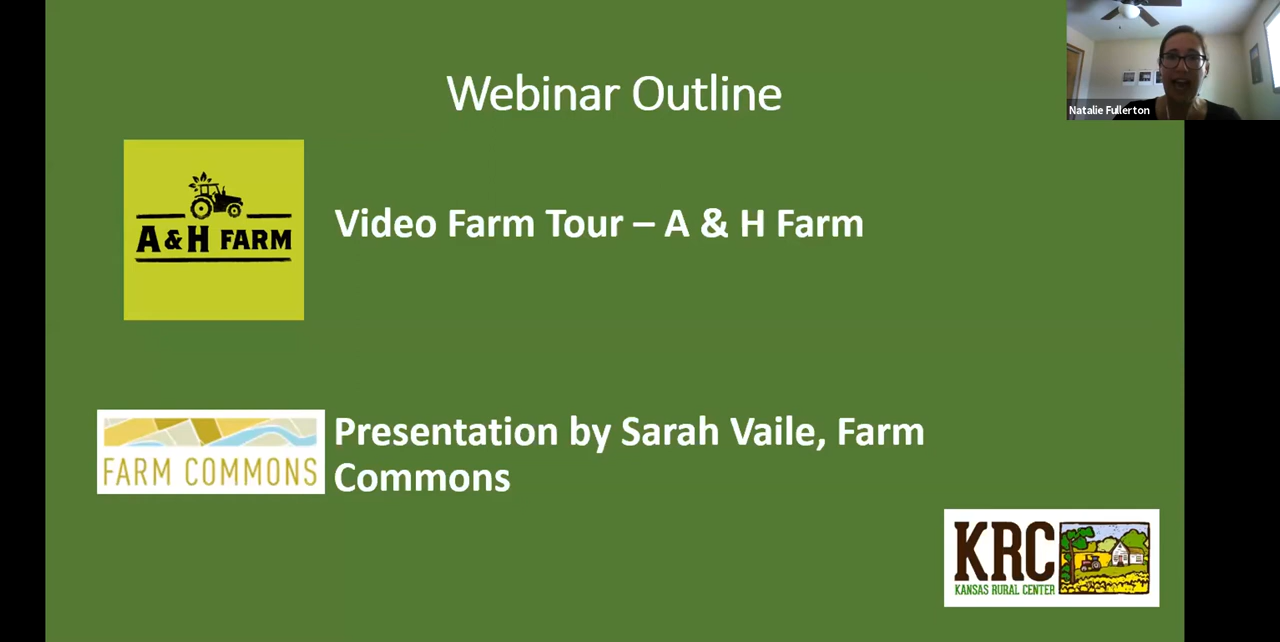 Webinar Outline
Natalie Fullerton
A & H FARM
Video Farm Tour – A & H Farm
FARM COMMONS
Presentation by Sarah Vaile, Farm
Commons
KRC
KANSAS RURAL CENTER